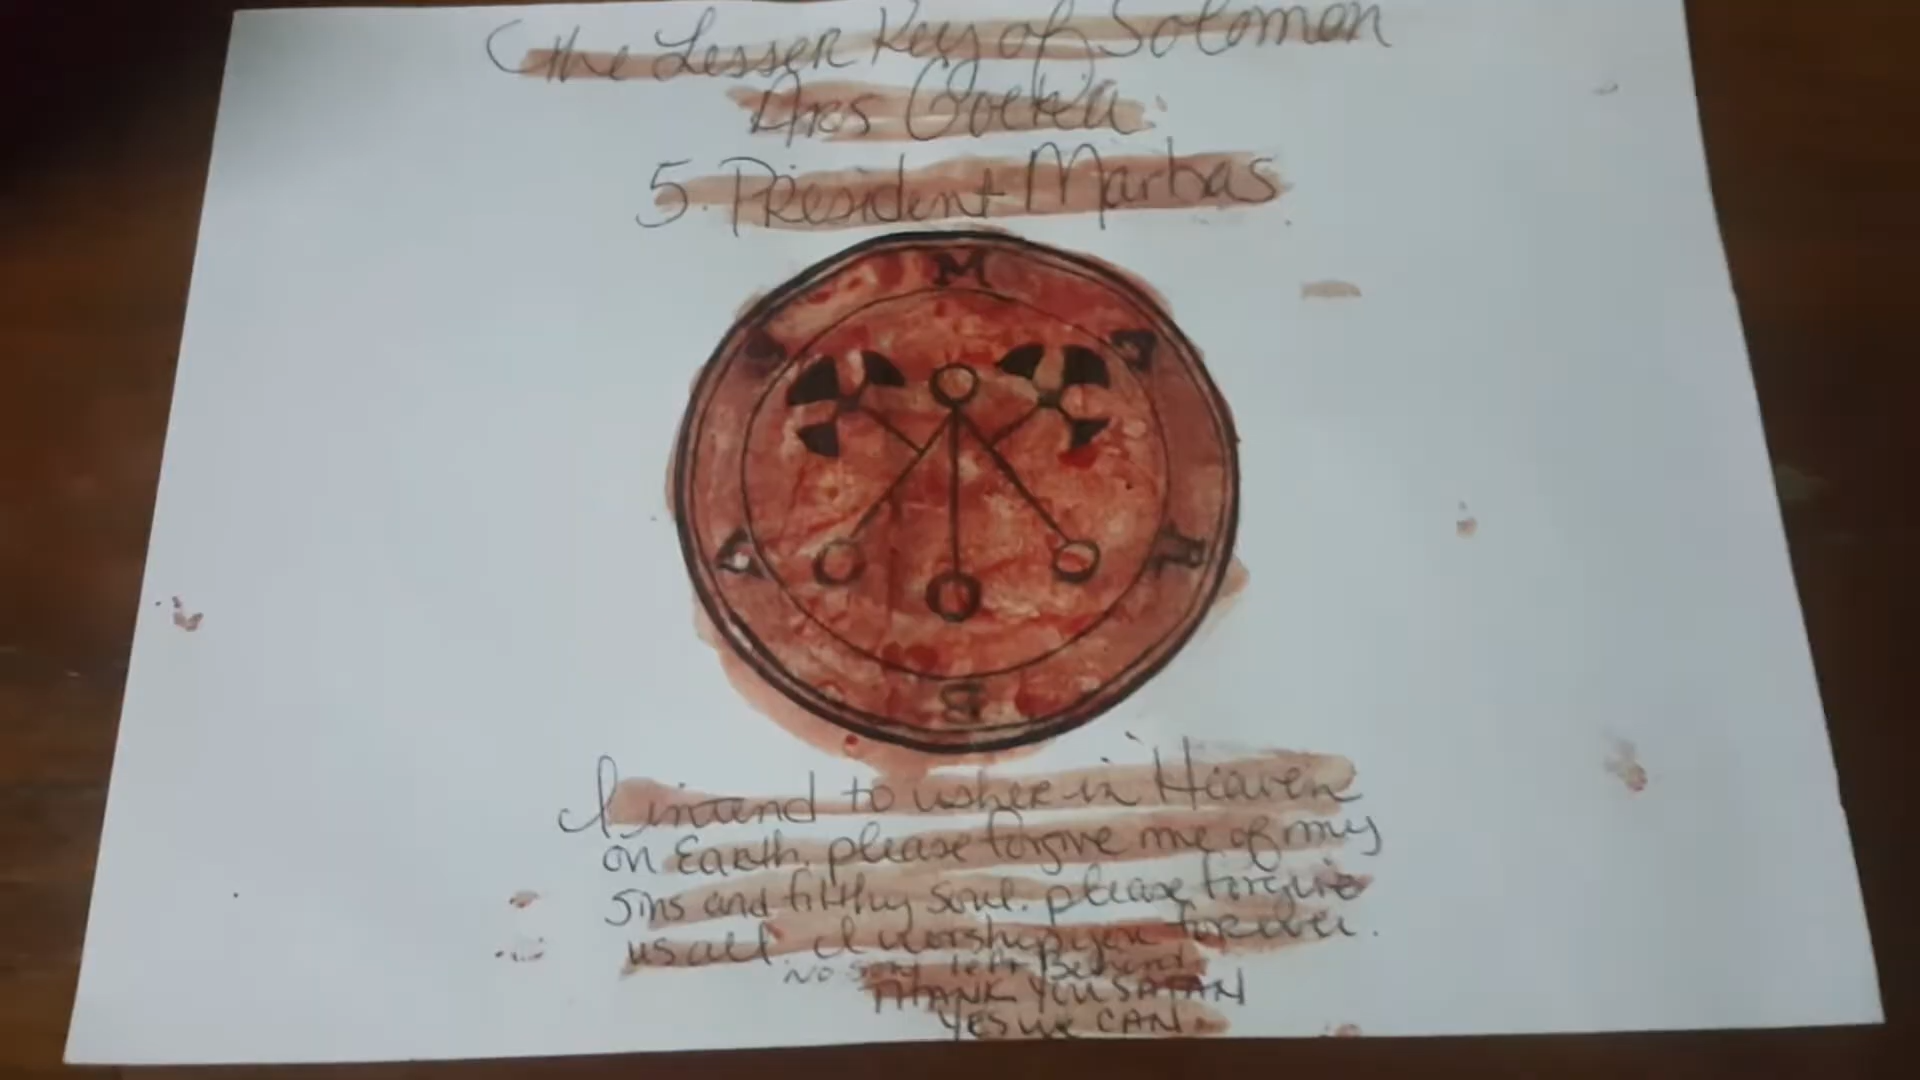 The Lesser Key of Solomon
Ars Goetia:
5. President Marbas
M A R B A S
I intend to usher in Heaven
on Earth. please forgive me of my
sins and filthy soul. please forgive
us all. I worship you forever.
No soul left Behind
THANK YOU SATAN
YES WE CAN